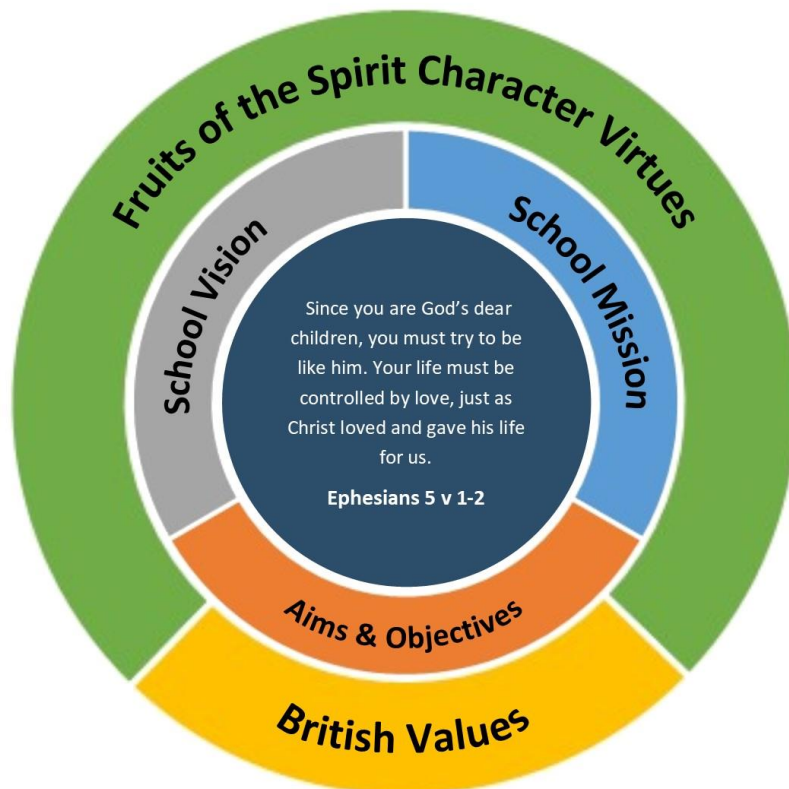 Fruits of the Spirit Character Virtues
School Vision
School Mission
Since you are God’s dear
children, you must try to be
like him. Your life must be
controlled by love, just as
Christ loved and gave his life
for us.
Ephesians 5 v 1-2
Aims & Objectives
British Values